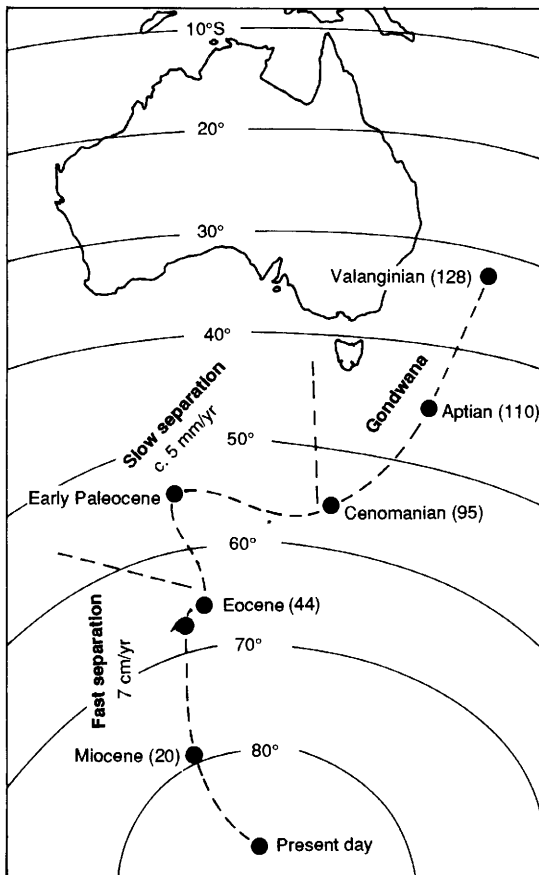 10°S
20°
30°
Valanginian (128)
40°
Gondwana
Aptian (110)
Slow separation
c. 5 mm/yr
50°
Early Paleocene
Cenomanian (95)
60°
Eocene (44)
Fast separation
7 cm/yr
70°
Miocene (20)
80°
Present day